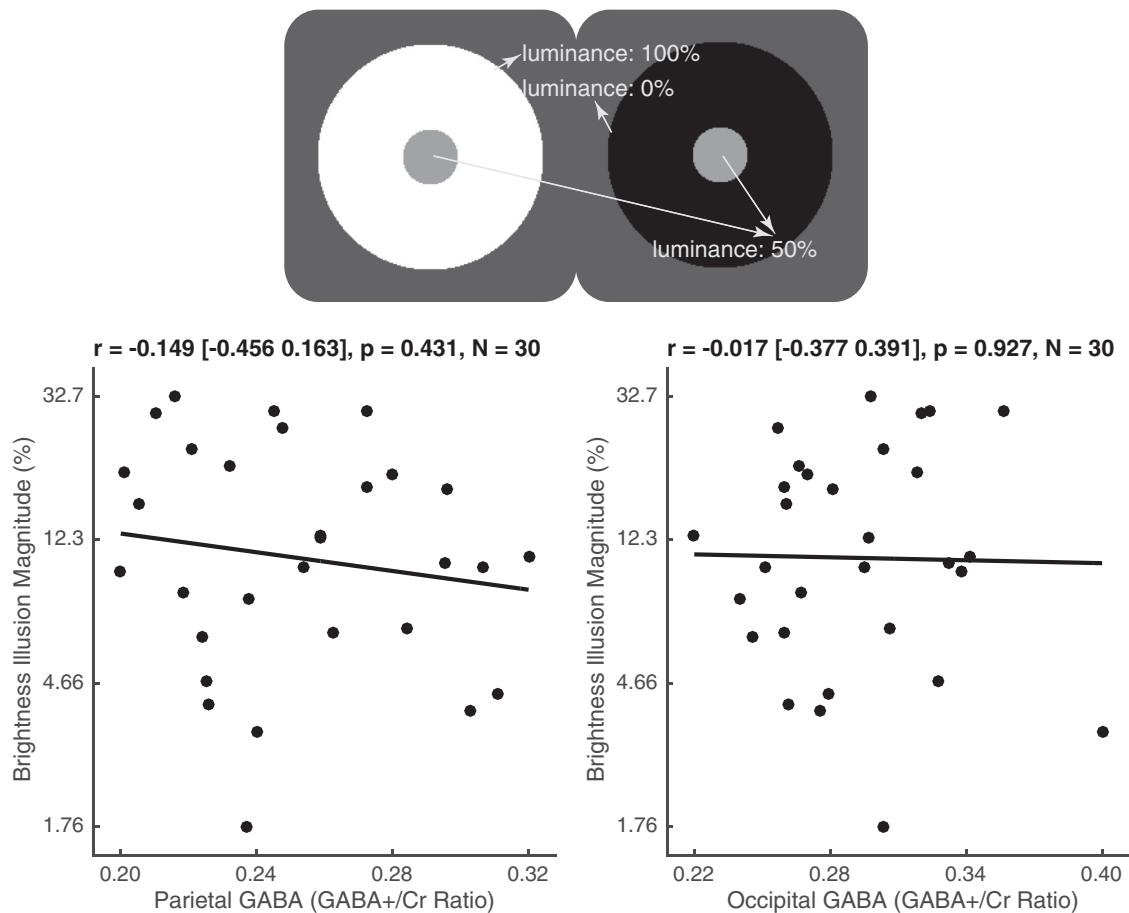 luminance: 100%
luminance: 0%
luminance: 50%
r = -0.149 [-0.456 0.163], p = 0.431, N = 30
32.7
12.3
4.66
1.76
Brightness Illusion Magnitude (%)
0.20 0.24 0.28 0.32
Parietal GABA (GABA+/Cr Ratio)
r = -0.017 [-0.377 0.391], p = 0.927, N = 30
32.7
12.3
4.66
1.76
Brightness Illusion Magnitude (%)
0.22 0.28 0.34 0.40
Occipital GABA (GABA+/Cr Ratio)